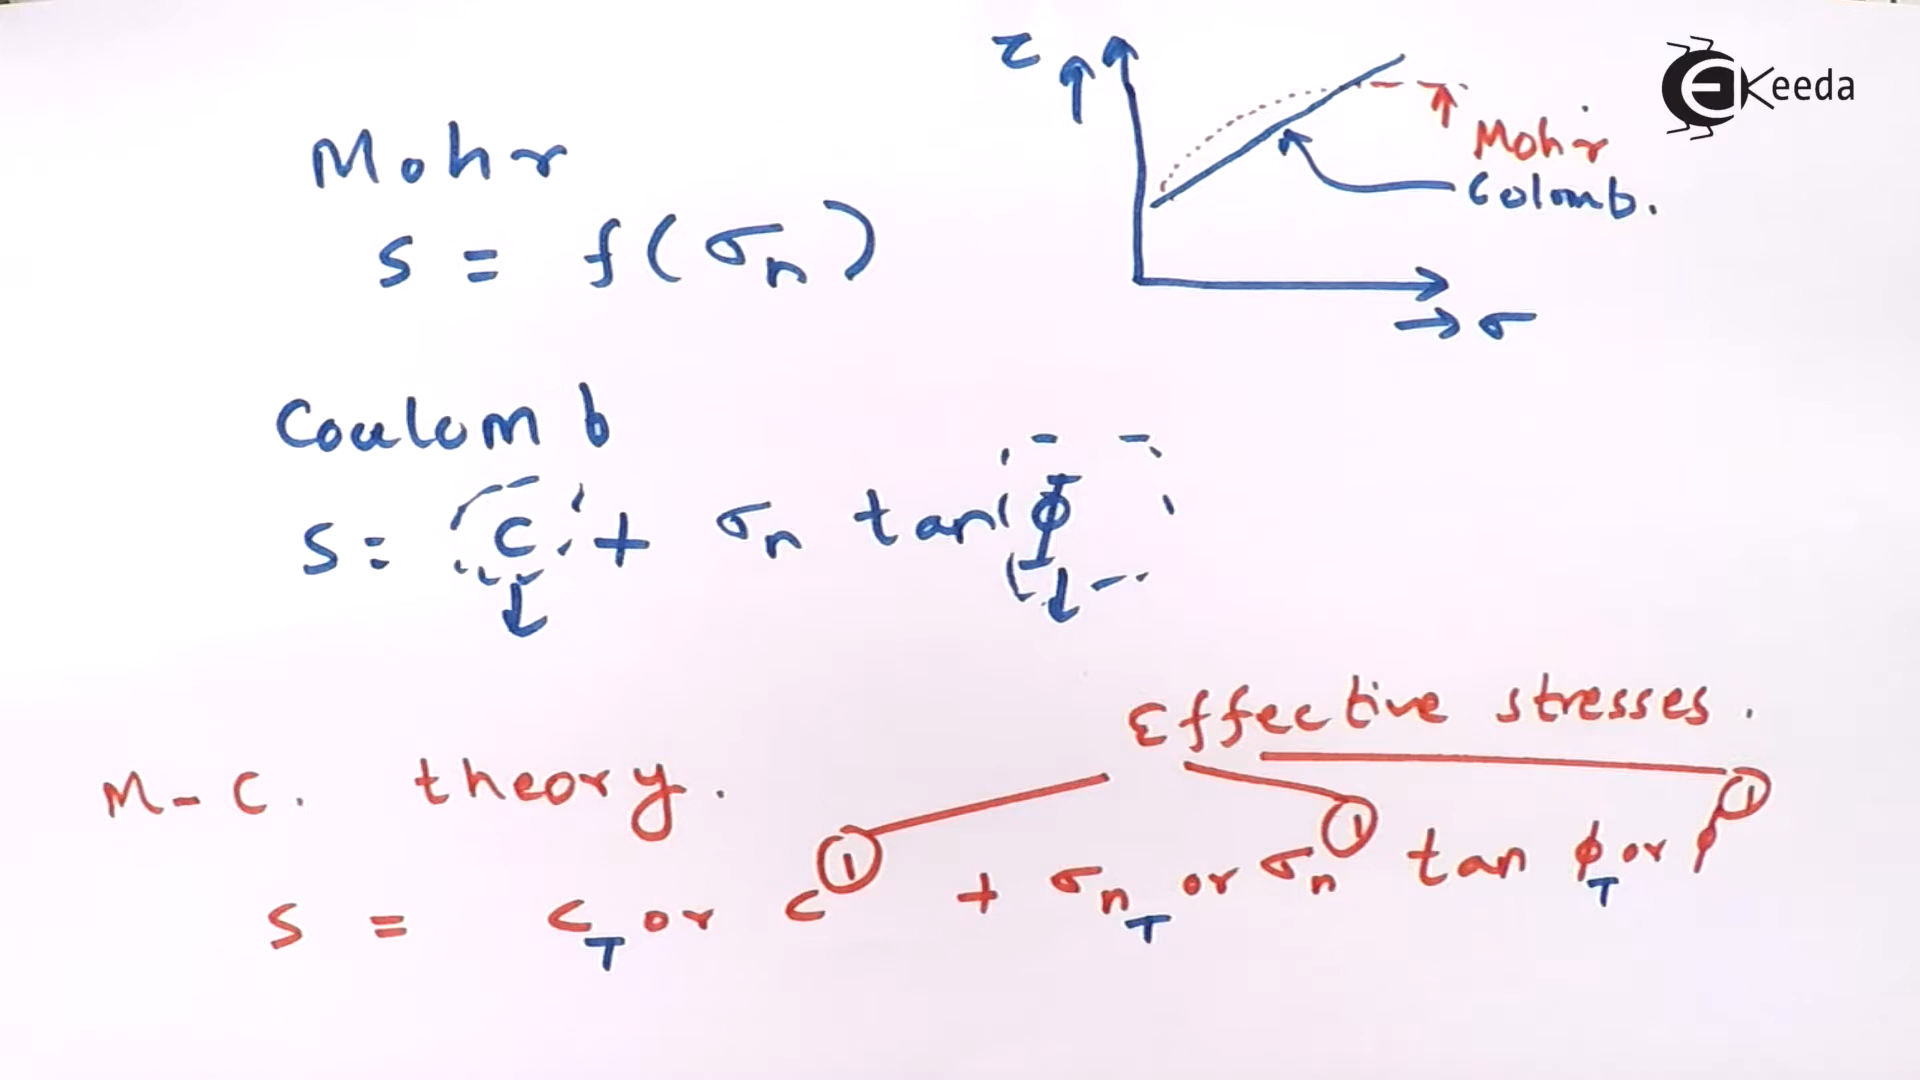 Mohr
s = f(σn)
τ ↑
Mohr
Colomb.
→ σ
EKeeda
Coulomb
s = c + σn tan ϕ
Effective stresses.
M-C. theory.
s = cT or c' + σnT or σn' tan ϕT or ϕ'